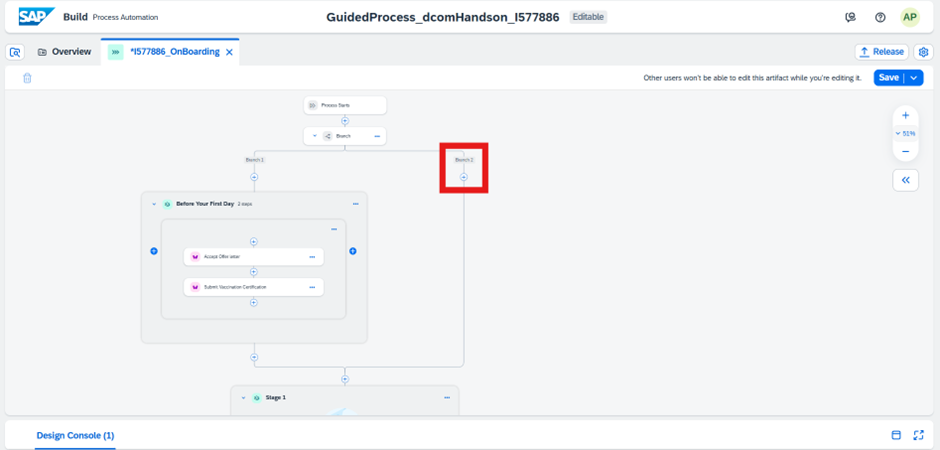 SAP Build Process Automation
GuidedProcess_dcomHandson_I577886 Editable
AP
Overview
*I577886_OnBoarding
Release
Other users won't be able to edit this artifact while you're editing it.
Save
Process Starts
Branch
51%
Branch 1
Branch 2
Before Your First Day 2 steps
Accept Offer letter
Submit Vaccination Certification
Stage 1
Design Console (1)